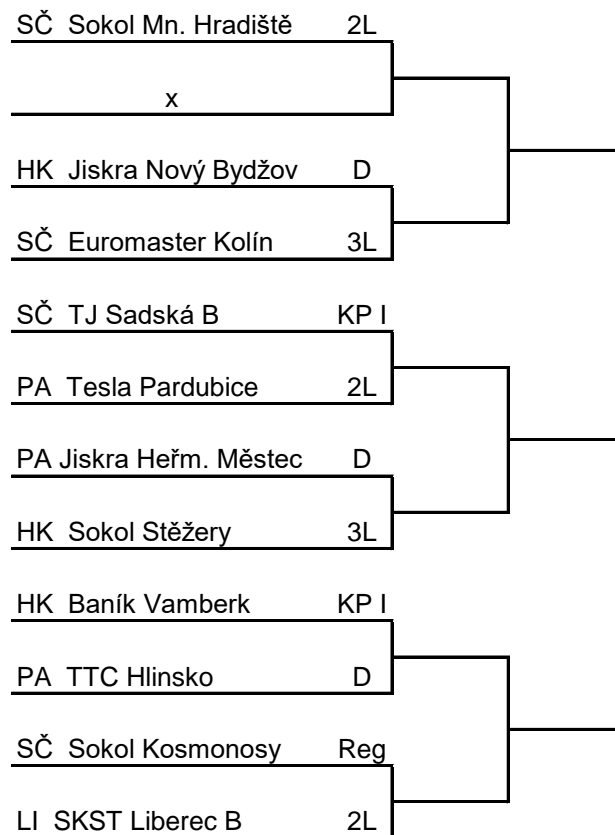 SČ Sokol Mn. Hradiště 2L
x
HK Jiskra Nový Bydžov D
SČ Euromaster Kolín 3L
SČ TJ Sadská B KP I
PA Tesla Pardubice 2L
PA Jiskra Heřm. Městec D
HK Sokol Stěžery 3L
HK Baník Vamberk KP I
PA TTC Hlinsko D
SČ Sokol Kosmonosy Reg
LI SKST Liberec B 2L